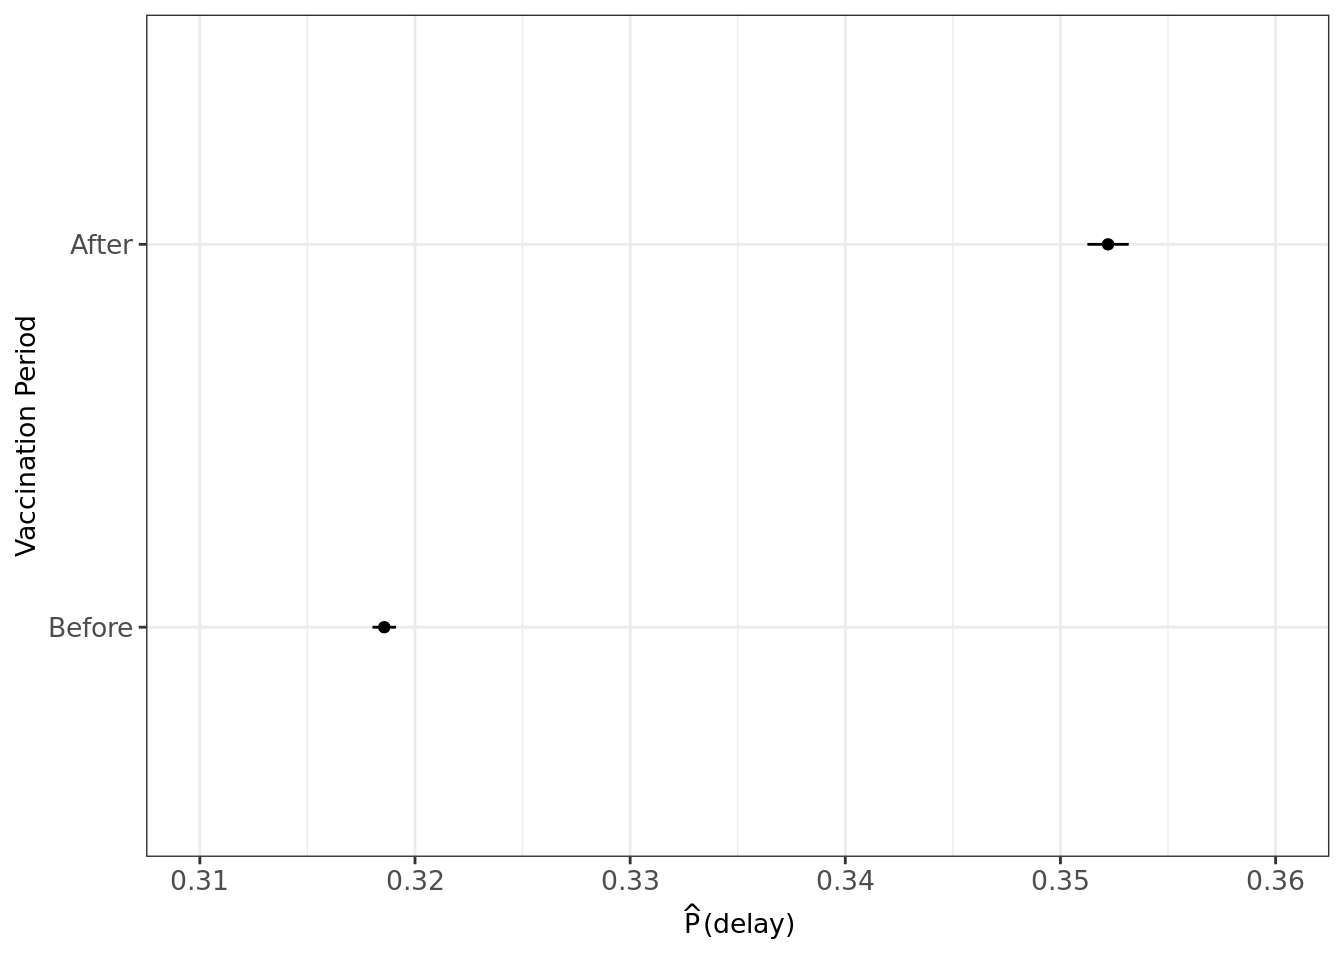 Vaccination Period
After
Before
0.31 0.32 0.33 0.34 0.35 0.36
P̂(delay)